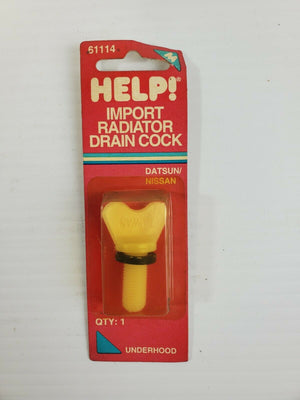 61114
HELP!®
IMPORT
RADIATOR
DRAIN COCK
DATSUN/
NISSAN
QTY: 1
UNDERHOOD